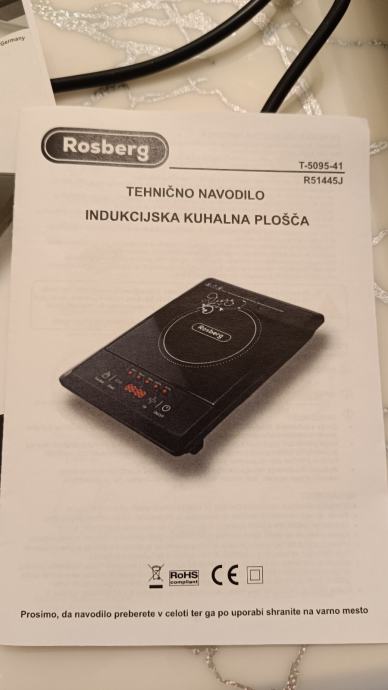 Germany
Rosberg
T-5095-41
R51445J
TEHNIČNO NAVODILO
INDUKCIJSKA KUHALNA PLOŠČA
Rosberg
RoHS
compliant
CE
Prosimo, da navodilo preberete v celoti ter ga po uporabi shranite na varno mesto